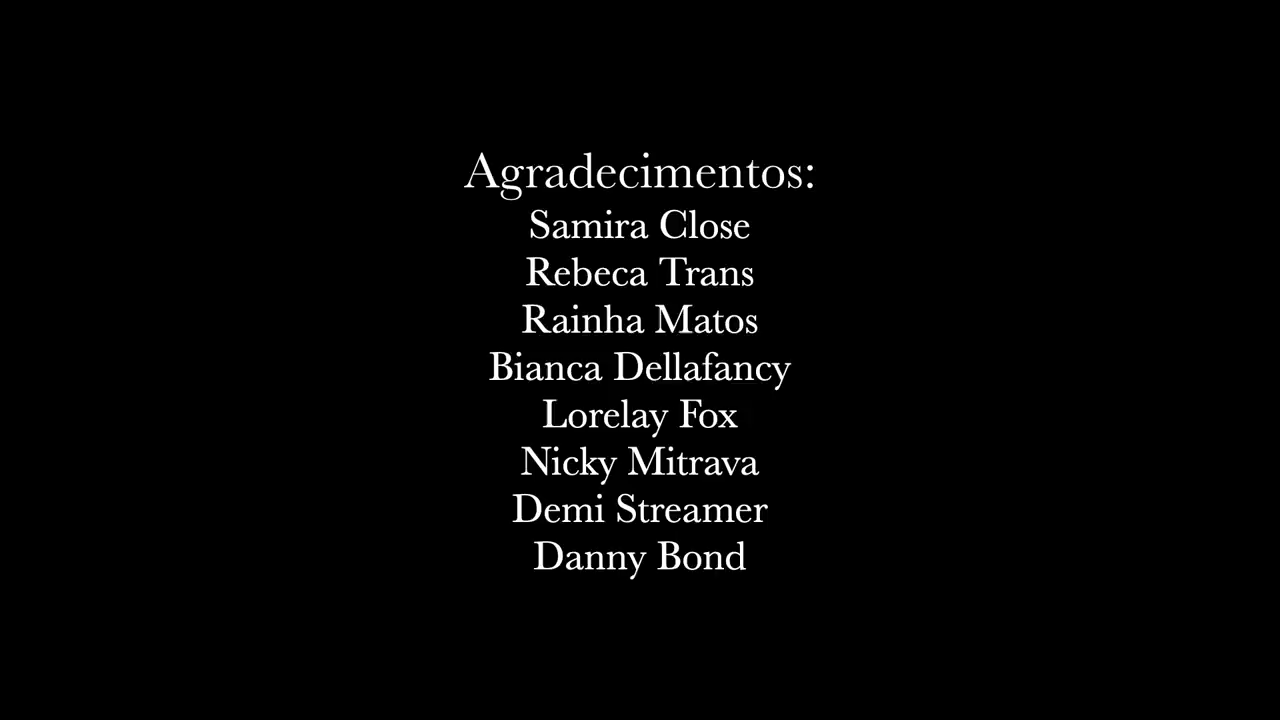 Agradecimentos:
Samira Close
Rebeca Trans
Rainha Matos
Bianca Dellafancy
Lorelay Fox
Nicky Mitrava
Demi Streamer
Danny Bond